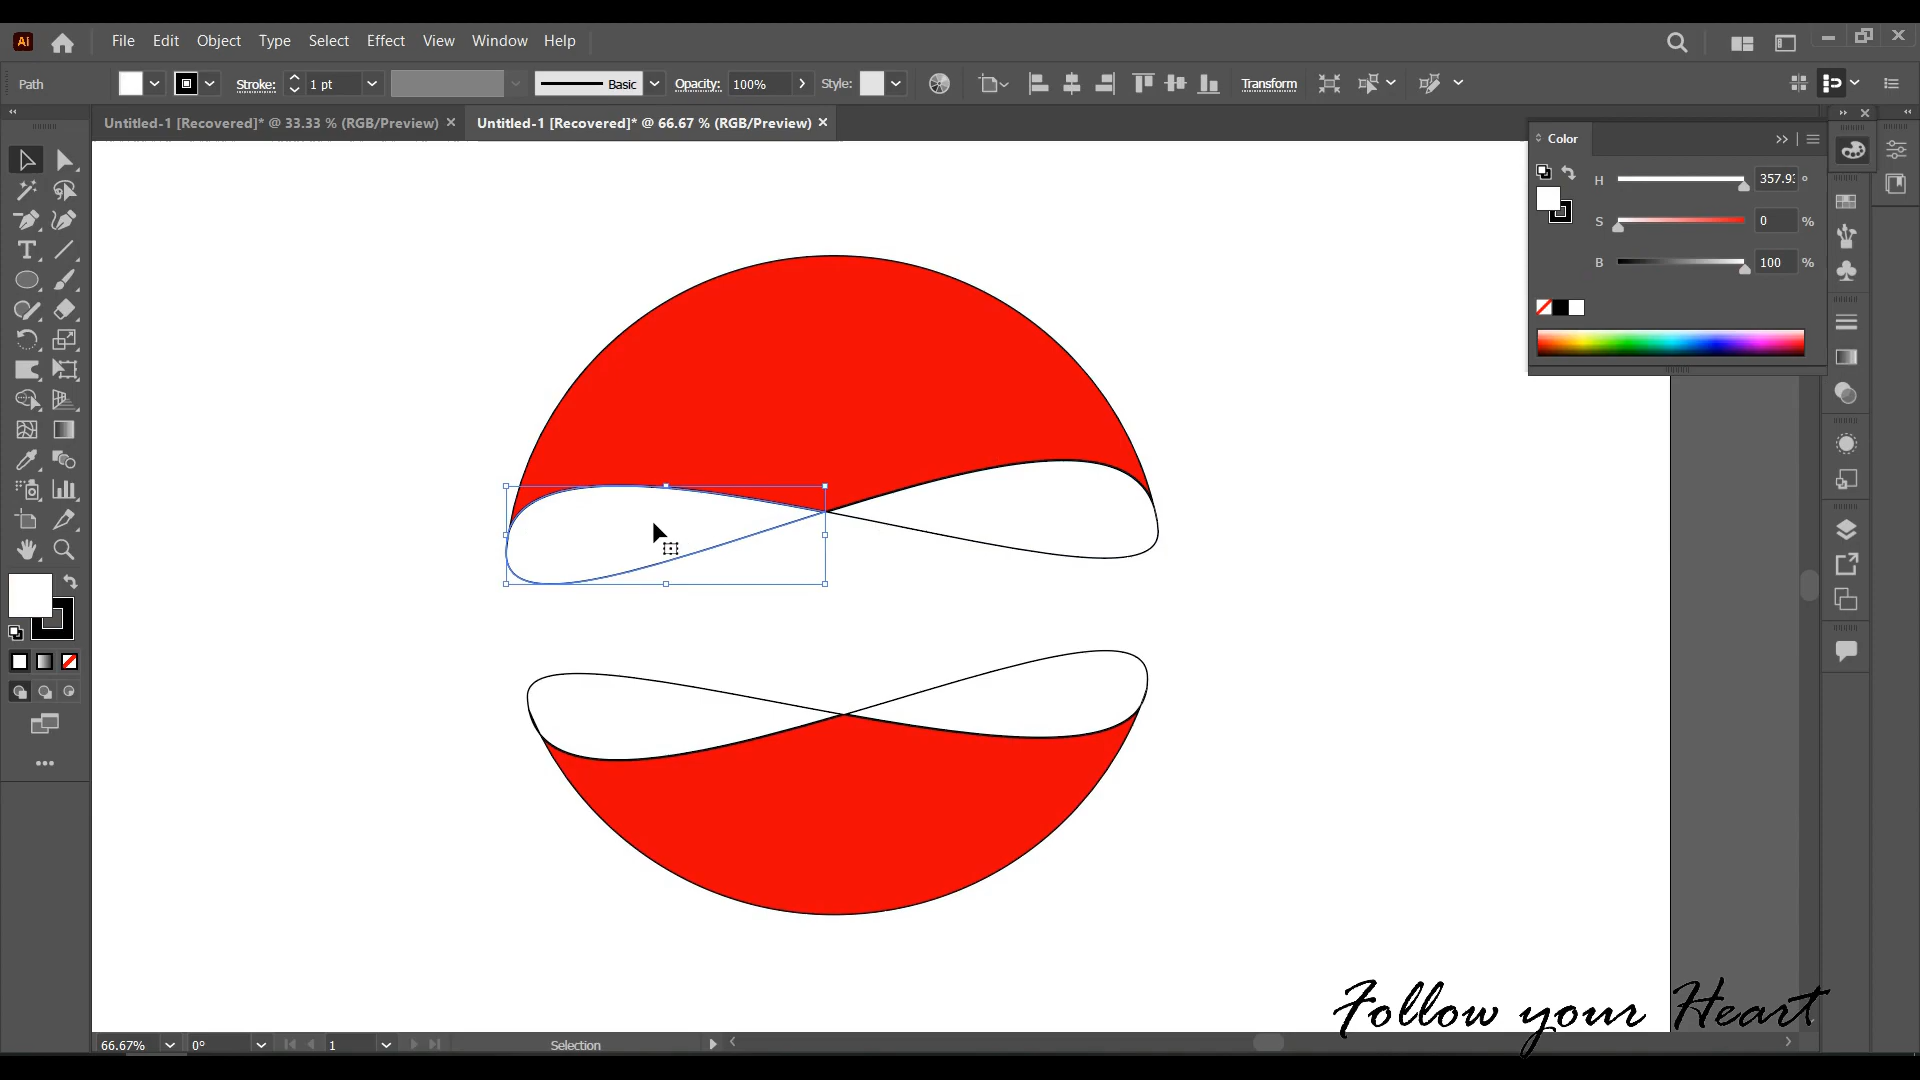 Ai File Edit Object Type Select Effect View Window Help
Path Stroke: 1 pt Basic Opacity: 100% Style: Transform
Untitled-1 [Recovered]* @ 33.33 % (RGB/Preview) × Untitled-1 [Recovered]* @ 66.67 % (RGB/Preview) ×
Color
H 357.93 °
S 0 %
B 100 %
Follow your Heart
66.67% 0° 1 Selection